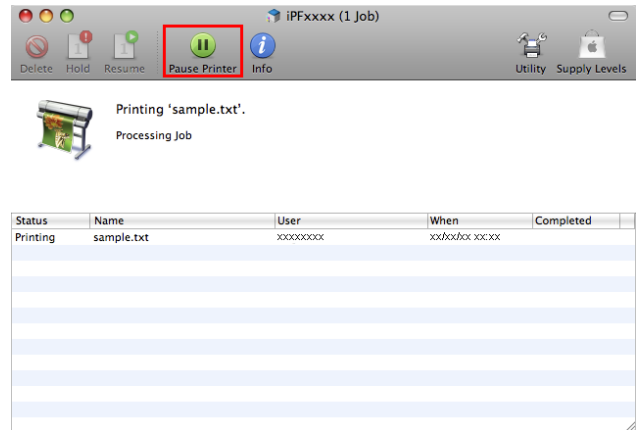 iPFxxxx (1 Job)
Delete Hold Resume Pause Printer Info Utility Supply Levels
Printing ‘sample.txt’.
Processing Job
Status Name User When Completed
Printing sample.txt xxxxxxxx xx/xx/xx xx:xx